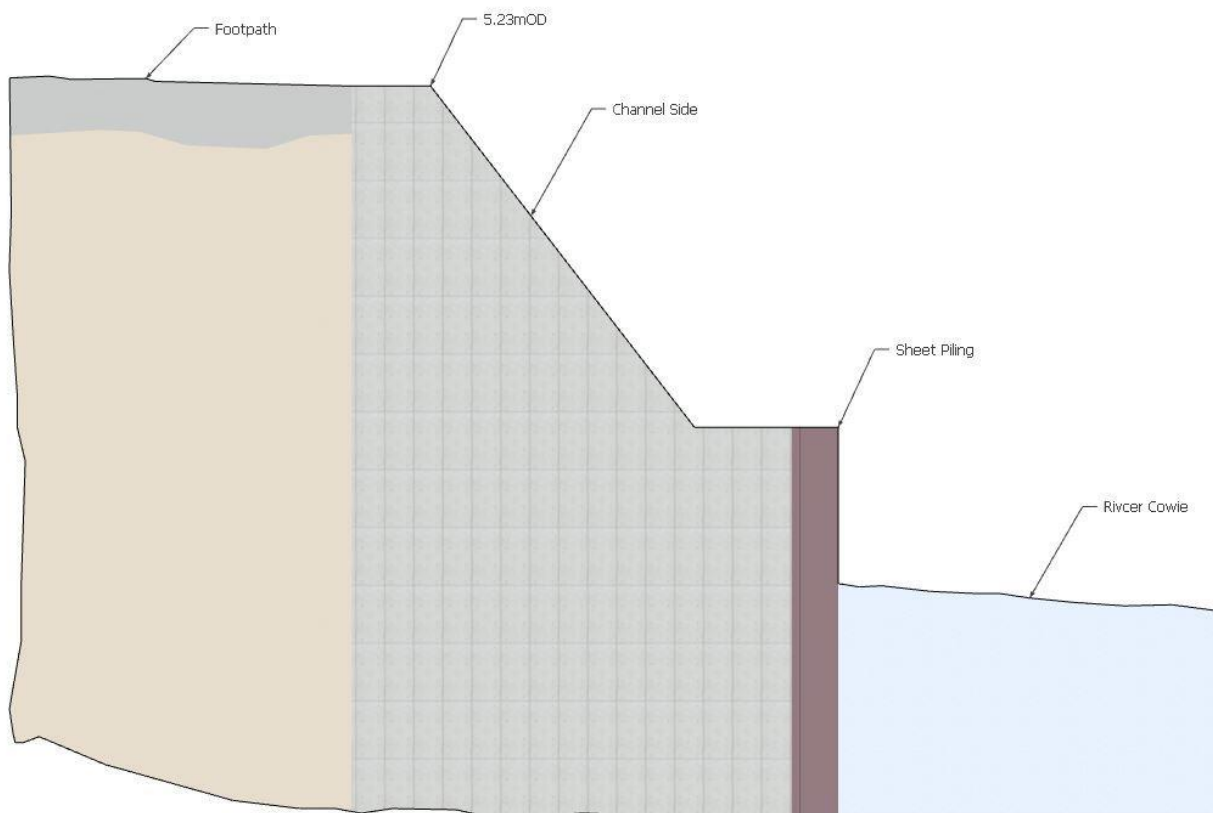 Footpath
5.23mOD
Channel Side
Sheet Piling
Rivcer Cowie